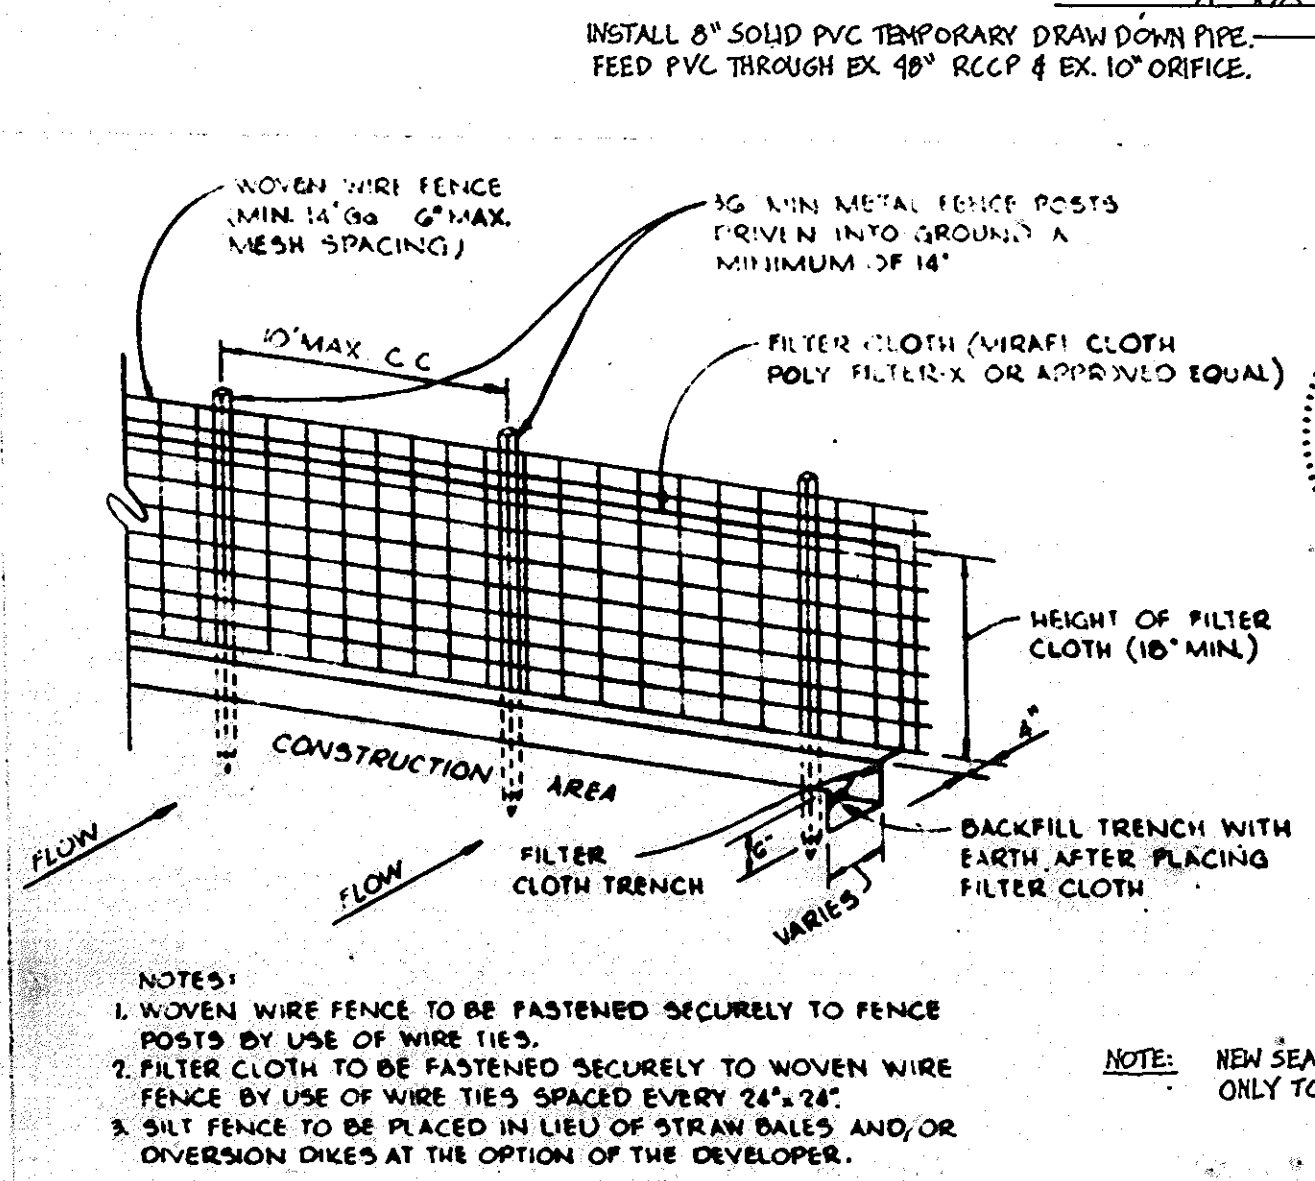 INSTALL 8" SOLID PVC TEMPORARY DRAW DOWN PIPE.
FEED PVC THROUGH EX. 48" RCCP & EX. 10" ORIFICE.
WOVEN WIRE FENCE
(MIN. 14 Ga 6" MAX.
MESH SPACING)
36 MIN METAL FENCE POSTS
DRIVEN INTO GROUND A
MINIMUM OF 14"
10' MAX. C C
FILTER CLOTH (MIRAFI CLOTH
POLY FILTER-X OR APPROVED EQUAL)
HEIGHT OF FILTER
CLOTH (18" MIN.)
4"
CONSTRUCTION AREA
FLOW
FLOW
FILTER
CLOTH TRENCH
6"
VARIES
BACKFILL TRENCH WITH
EARTH AFTER PLACING
FILTER CLOTH
NOTES:
1. WOVEN WIRE FENCE TO BE FASTENED SECURELY TO FENCE
POSTS BY USE OF WIRE TIES.
2. FILTER CLOTH TO BE FASTENED SECURELY TO WOVEN WIRE
FENCE BY USE OF WIRE TIES SPACED EVERY 24" x 24".
3. SILT FENCE TO BE PLACED IN LIEU OF STRAW BALES AND/OR
DIVERSION DIKES AT THE OPTION OF THE DEVELOPER.
NOTE: NEW SEA
ONLY TO